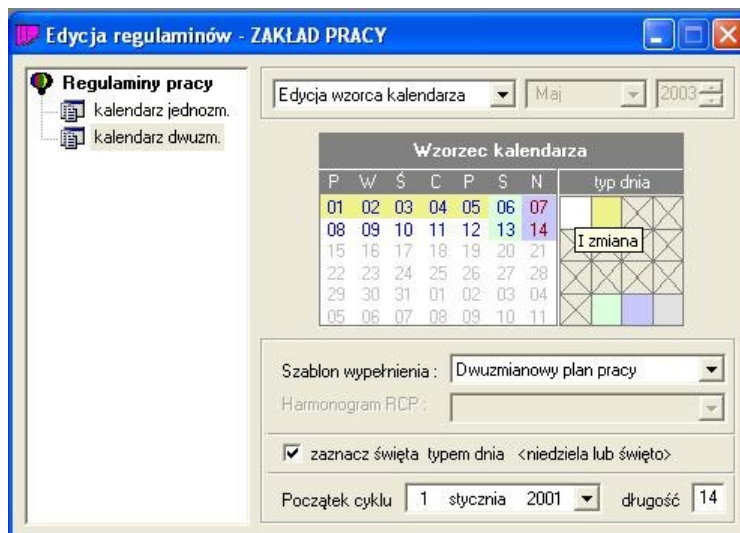 Edycja regulaminów - ZAKŁAD PRACY
Regulaminy pracy
kalendarz jednozm.
kalendarz dwuzm.
Edycja wzorca kalendarza
Maj
2003
Wzorzec kalendarza
P W Ś C P S N typ dnia
01 02 03 04 05 06 07
08 09 10 11 12 13 14
I zmiana
15 16 17 18 19 20 21
22 23 24 25 26 27 28
29 30 31 01 02 03 04
05 06 07 08 09 10 11
Szablon wypełnienia : Dwuzmianowy plan pracy
Harmonogram RCP :
zaznacz święta typem dnia <niedziela lub święto>
Początek cyklu 1 stycznia 2001 długość 14